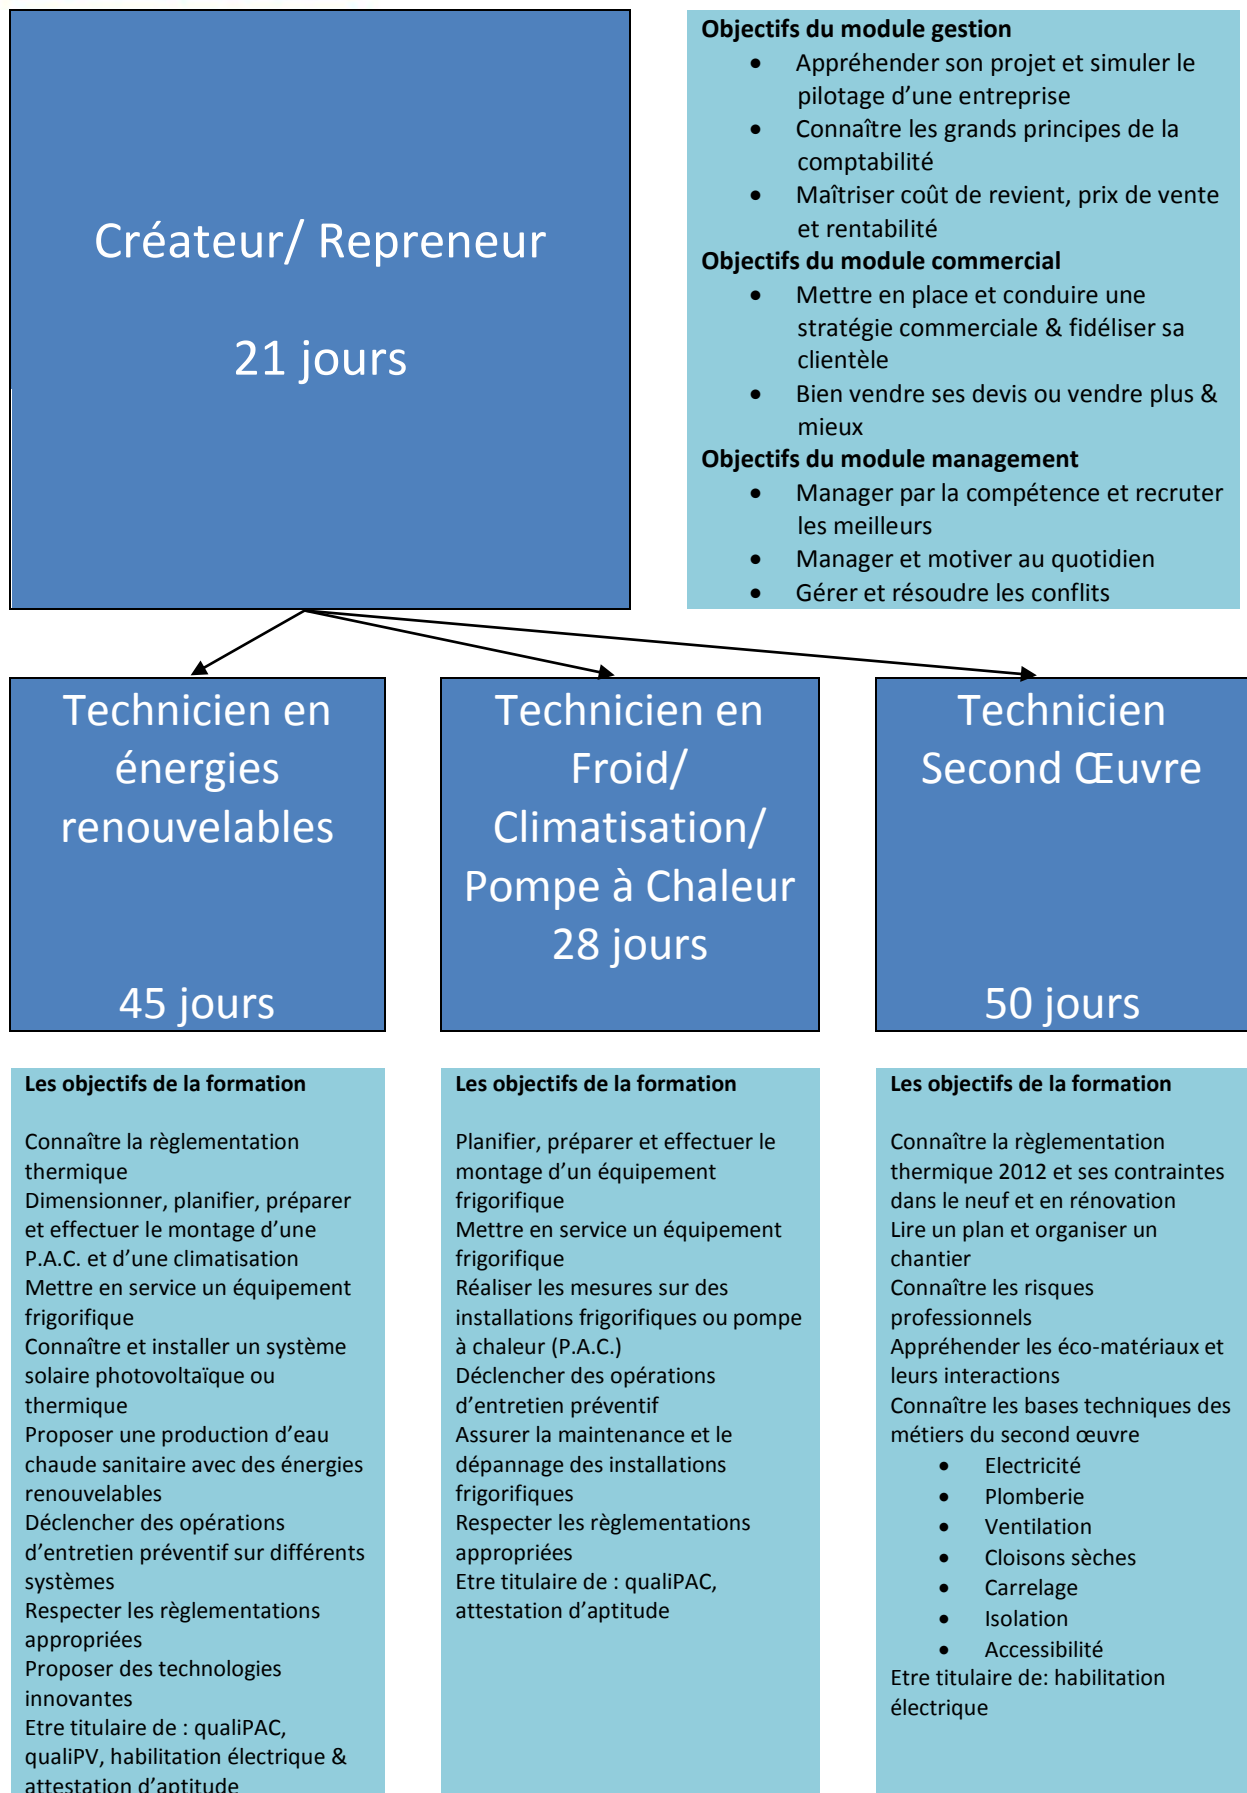 Créateur/ Repreneur
21 jours
Objectifs du module gestion
• Appréhender son projet et simuler le
pilotage d’une entreprise
• Connaître les grands principes de la
comptabilité
• Maîtriser coût de revient, prix de vente
et rentabilité
Objectifs du module commercial
• Mettre en place et conduire une
stratégie commerciale & fidéliser sa
clientèle
• Bien vendre ses devis ou vendre plus &
mieux
Objectifs du module management
• Manager par la compétence et recruter
les meilleurs
• Manager et motiver au quotidien
• Gérer et résoudre les conflits
Technicien en
énergies
renouvelables
45 jours
Technicien en
Froid/
Climatisation/
Pompe à Chaleur
28 jours
Technicien
Second Œuvre
50 jours
Les objectifs de la formation
Connaître la règlementation
thermique
Dimensionner, planifier, préparer
et effectuer le montage d’une
P.A.C. et d’une climatisation
Mettre en service un équipement
frigorifique
Connaître et installer un système
solaire photovoltaïque ou
thermique
Proposer une production d’eau
chaude sanitaire avec des énergies
renouvelables
Déclencher des opérations
d’entretien préventif sur différents
systèmes
Respecter les règlementations
appropriées
Proposer des technologies
innovantes
Etre titulaire de : qualiPAC,
qualiPV, habilitation électrique &
attestation d’aptitude
Les objectifs de la formation
Planifier, préparer et effectuer le
montage d’un équipement
frigorifique
Mettre en service un équipement
frigorifique
Réaliser les mesures sur des
installations frigorifiques ou pompe
à chaleur (P.A.C.)
Déclencher des opérations
d’entretien préventif
Assurer la maintenance et le
dépannage des installations
frigorifiques
Respecter les règlementations
appropriées
Etre titulaire de : qualiPAC,
attestation d’aptitude
Les objectifs de la formation
Connaître la règlementation
thermique 2012 et ses contraintes
dans le neuf et en rénovation
Lire un plan et organiser un
chantier
Connaître les risques
professionnels
Appréhender les éco-matériaux et
leurs interactions
Connaître les bases techniques des
métiers du second œuvre
• Electricité
• Plomberie
• Ventilation
• Cloisons sèches
• Carrelage
• Isolation
• Accessibilité
Etre titulaire de: habilitation
électrique